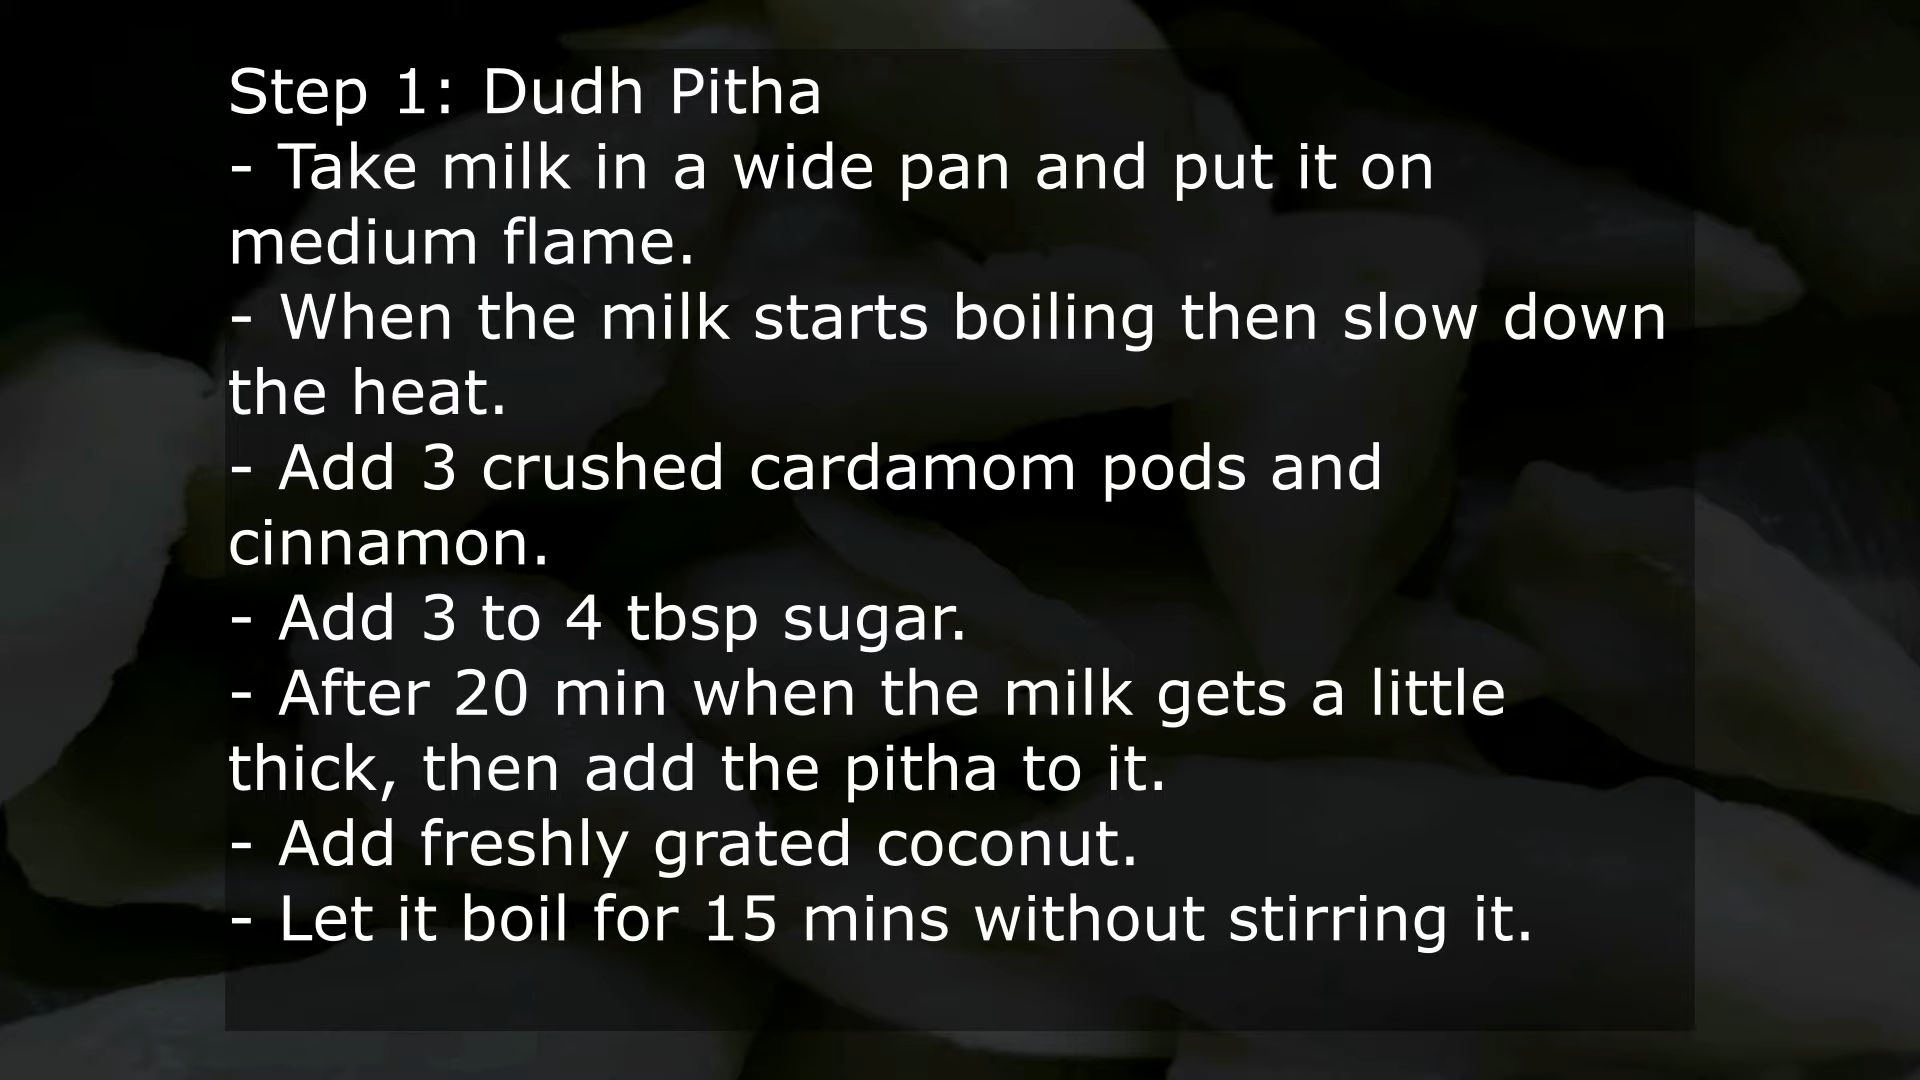 Step 1: Dudh Pitha
- Take milk in a wide pan and put it on
medium flame.
- When the milk starts boiling then slow down
the heat.
- Add 3 crushed cardamom pods and
cinnamon.
- Add 3 to 4 tbsp sugar.
- After 20 min when the milk gets a little
thick, then add the pitha to it.
- Add freshly grated coconut.
- Let it boil for 15 mins without stirring it.